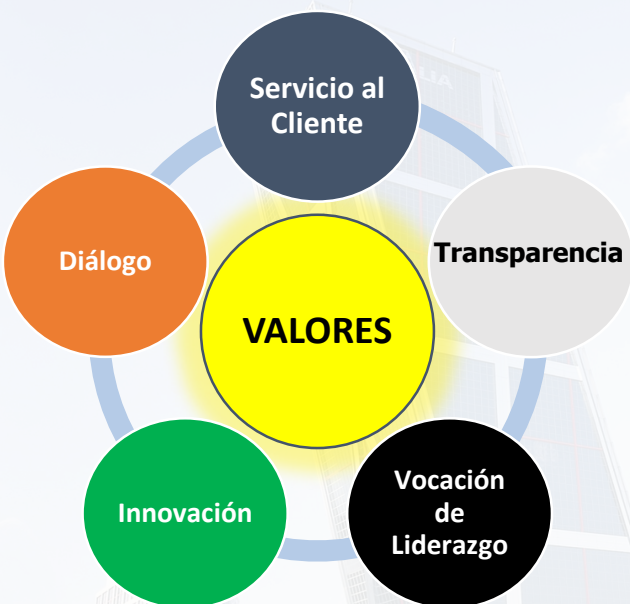 Servicio al
Cliente
Diálogo
Transparencia
VALORES
Innovación
Vocación
de
Liderazgo